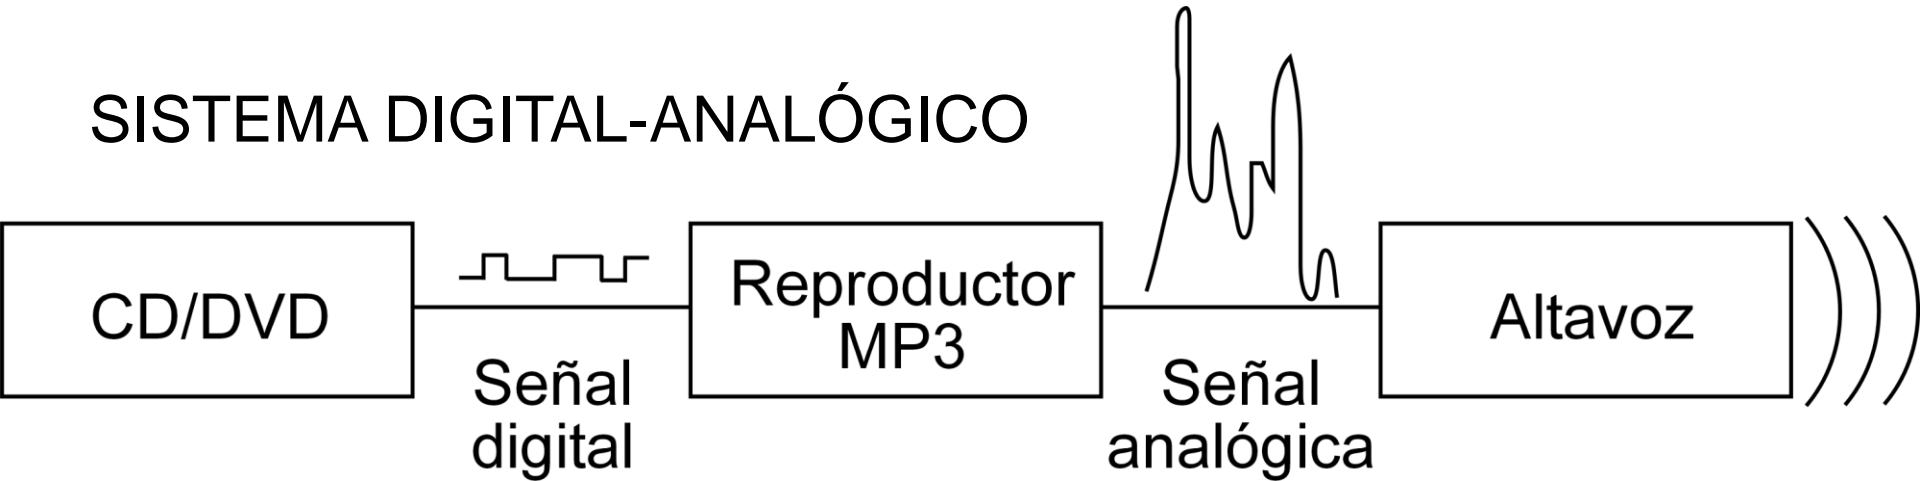 SISTEMA DIGITAL-ANALÓGICO
CD/DVD
Señal
digital
Reproductor
MP3
Señal
analógica
Altavoz